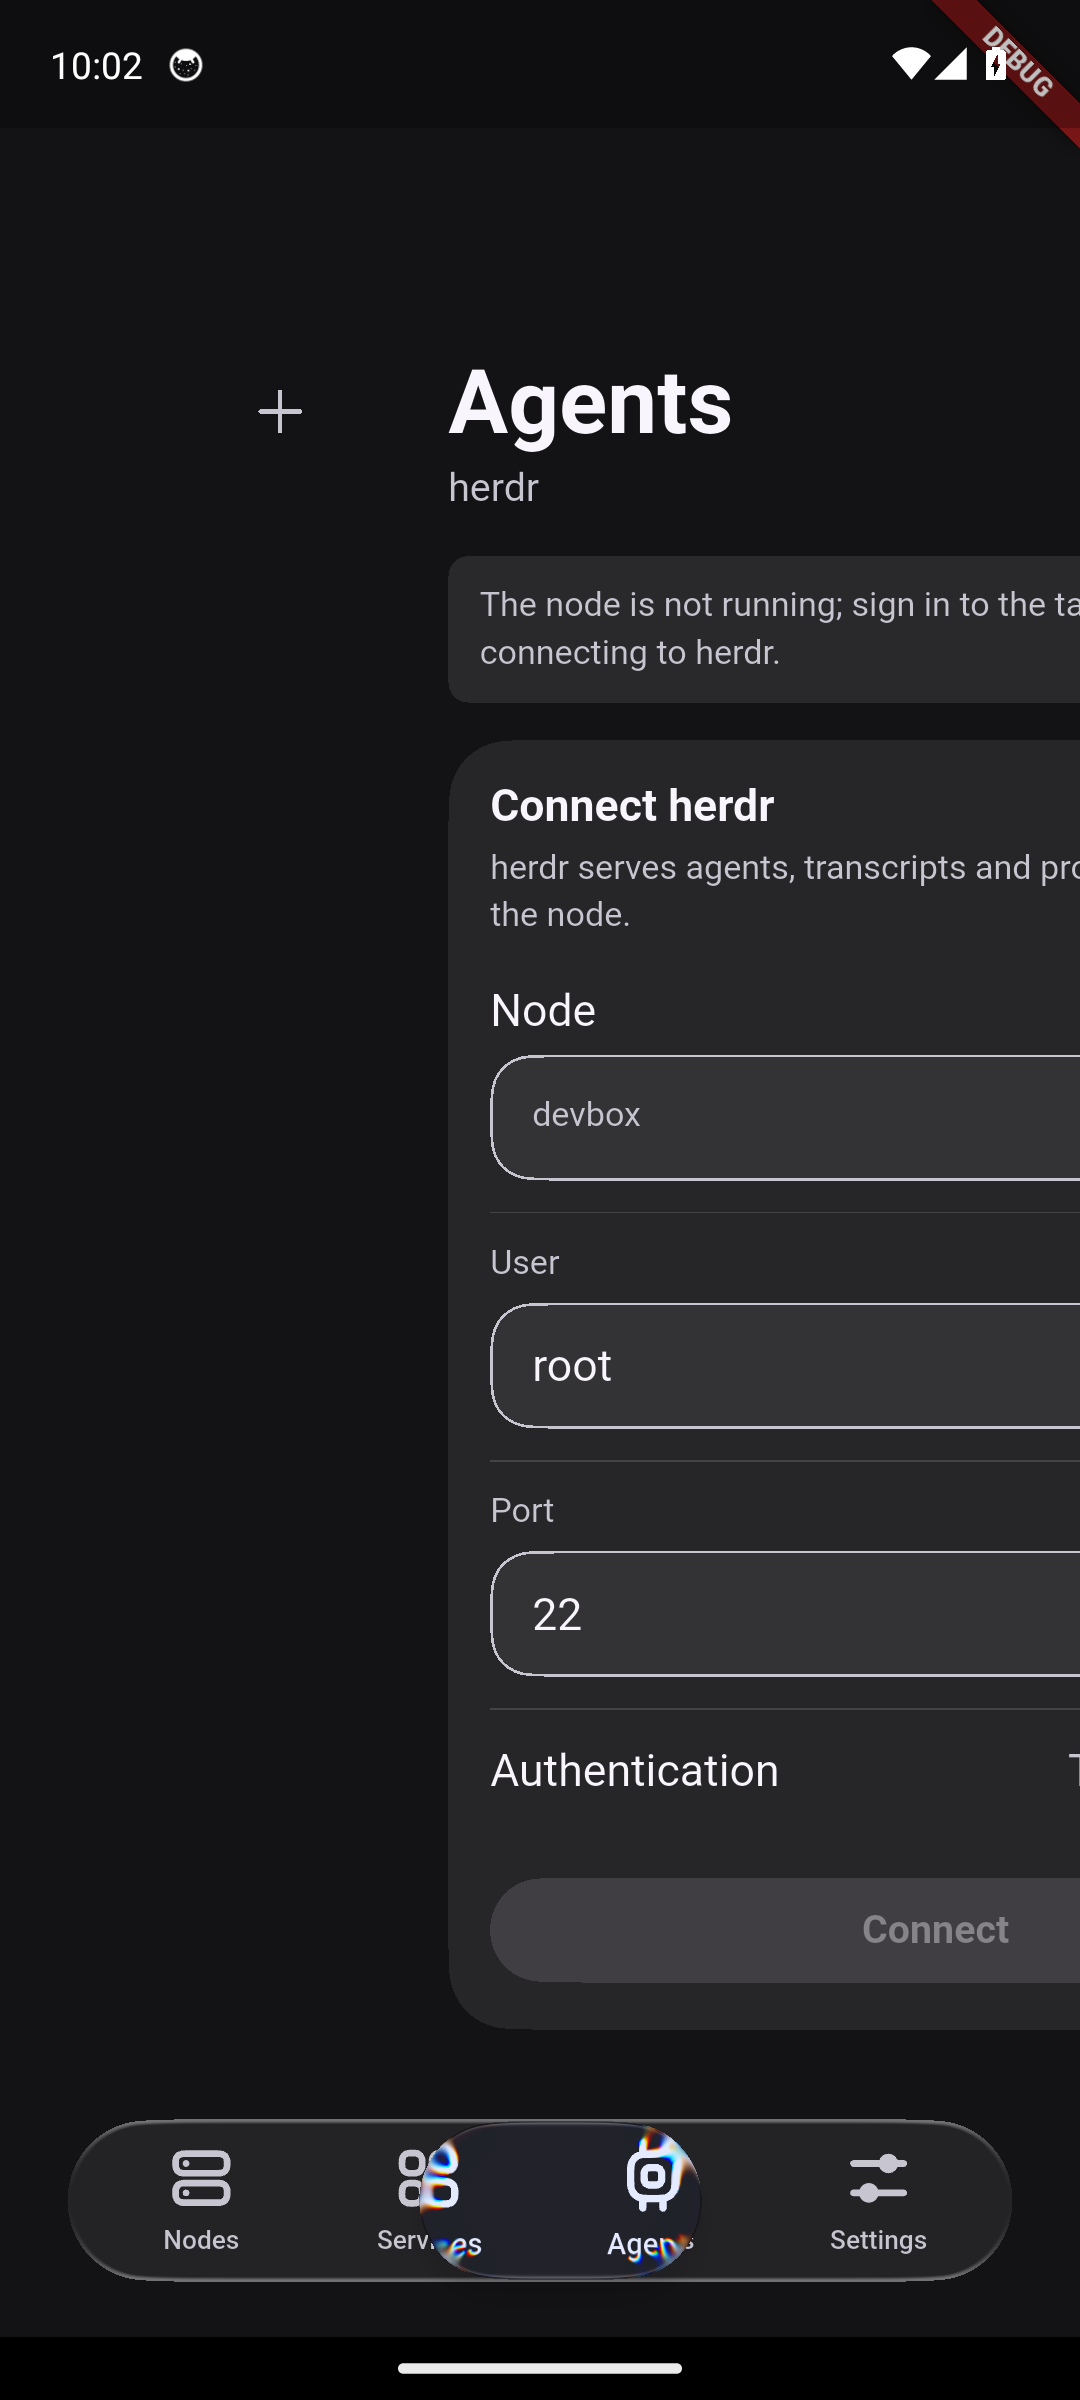 10:02
DEBUG
Agents
herdr
The node is not running; sign in to the ta
connecting to herdr.
Connect herdr
herdr serves agents, transcripts and pro
the node.
Node
devbox
User
root
Port
22
Authentication
Connect
Nodes
Services
Agents
Settings